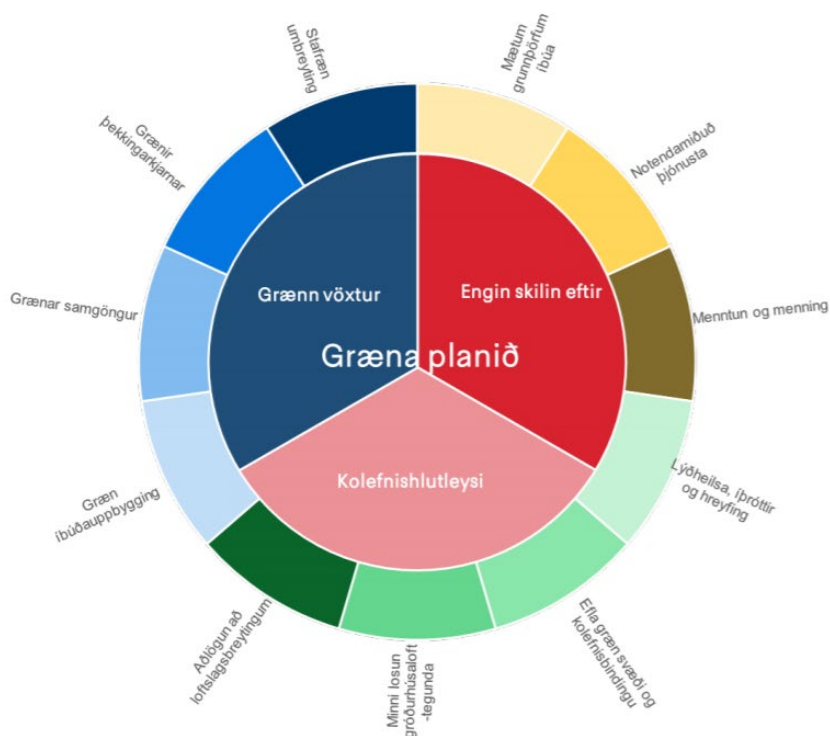 Stafræn
umbreyting
Mætum
grunnþörfum
íbúa
Grænir
þekkingarkjarnar
Notendamiðuð
þjónusta
Grænn vöxtur
Engin skilin eftir
Grænar samgöngur
Menntun og menning
Græna planið
Kolefnishlutleysi
Græn
íbúðauppbygging
Lýðheilsa, íþróttir
og hreyfing
Aðlögun að
loftslagsbreytingum
Minni losun
gróðurhúsaloft
-tegunda
Efla græn svæði og
kolefnisbindingu